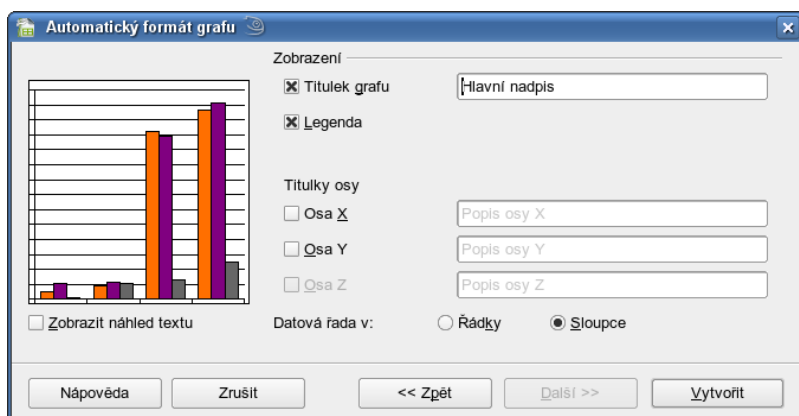 Automatický formát grafu
Zobrazení
Titulek grafu
Hlavní nadpis
Legenda
Titulky osy
Osa X
Popis osy X
Osa Y
Popis osy Y
Osa Z
Popis osy Z
Zobrazit náhled textu
Datová řada v:
Řádky
Sloupce
Nápověda
Zrušit
<< Zpět
Další >>
Vytvořit